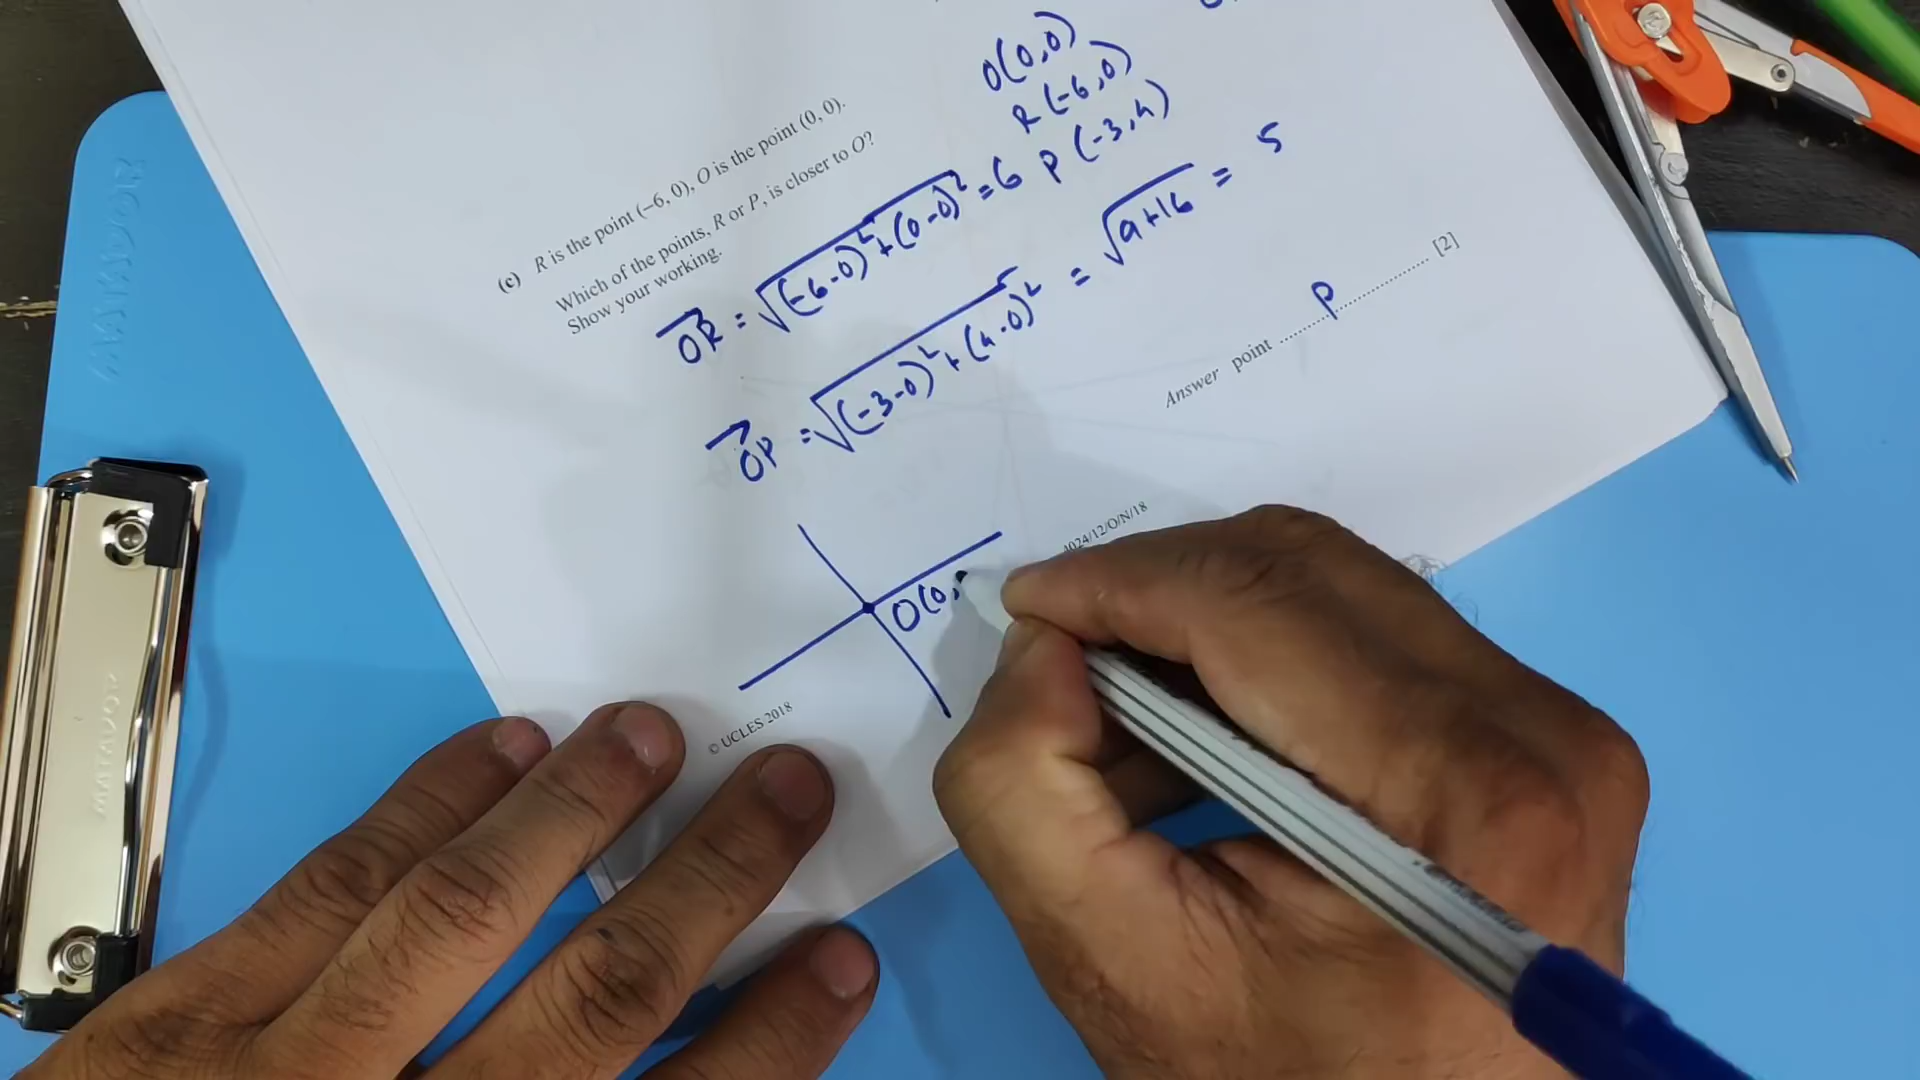 O(0,0)
R(-6,0)
P(-3,4)
(c) R is the point (–6, 0), O is the point (0, 0).
Which of the points, R or P, is closer to O?
Show your working.
OR = √(-6-0)²+(0-0)² = 6
OP = √(-3-0)²+(4-0)² = √9+16 = 5
Answer point P [2]
O(0,
© UCLES 2018
4024/12/O/N/18
MATADOR
MATADOR